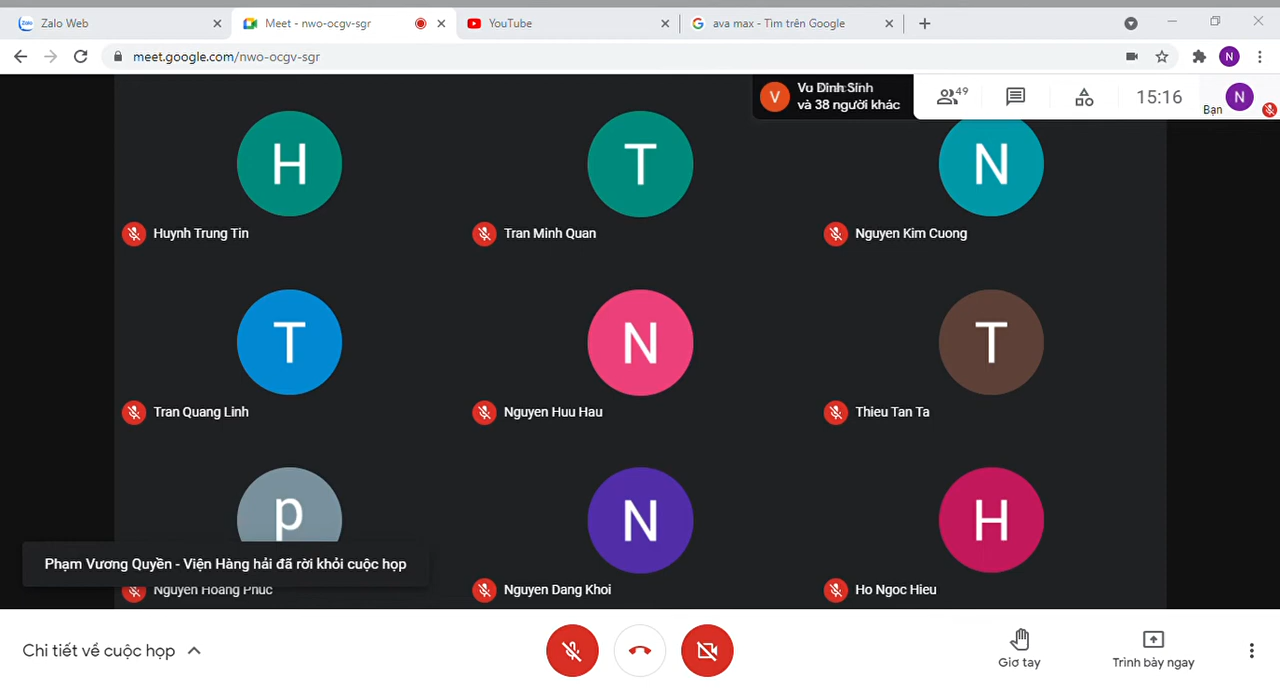 Zalo Web
Meet - nwo-ocgv-sgr
YouTube
ava max - Tìm trên Google
meet.google.com/nwo-ocgv-sgr
N
V
Vu Dinh Sinh
và 38 người khác
49
15:16
Bạn
N
H
T
N
Huynh Trung Tin
Tran Minh Quan
Nguyen Kim Cuong
T
N
T
Tran Quang Linh
Nguyen Huu Hau
Thieu Tan Ta
p
N
H
Phạm Vương Quyền - Viện Hàng hải đã rời khỏi cuộc họp
Nguyen Hoang Phuc
Nguyen Dang Khoi
Ho Ngoc Hieu
Chi tiết về cuộc họp
Giơ tay
Trình bày ngay